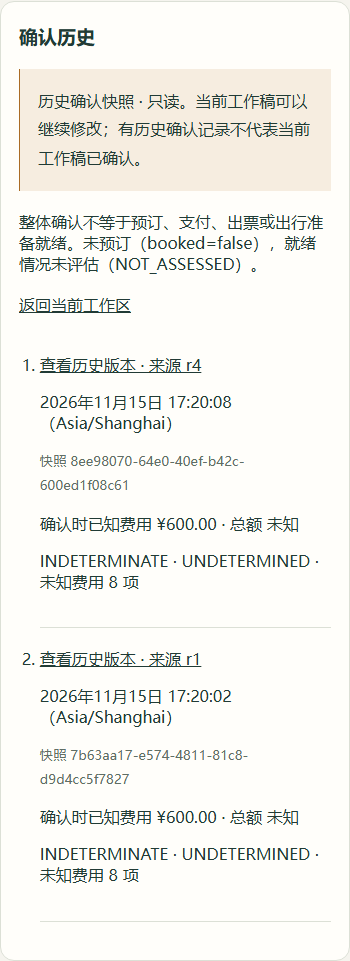 确认历史
历史确认快照 · 只读。当前工作稿可以
继续修改；有历史确认记录不代表当前
工作稿已确认。
整体确认不等于预订、支付、出票或出行准
备就绪。未预订（booked=false），就绪
情况未评估（NOT_ASSESSED）。
返回当前工作区
1. 查看历史版本 · 来源 r4
2026年11月15日 17:20:08
（Asia/Shanghai）
快照 8ee98070-64e0-40ef-b42c-
600ed1f08c61
确认时已知费用 ¥600.00 · 总额 未知
INDETERMINATE · UNDETERMINED ·
未知费用 8 项
2. 查看历史版本 · 来源 r1
2026年11月15日 17:20:02
（Asia/Shanghai）
快照 7b63aa17-e574-4811-81c8-
d9d4cc5f7827
确认时已知费用 ¥600.00 · 总额 未知
INDETERMINATE · UNDETERMINED ·
未知费用 8 项